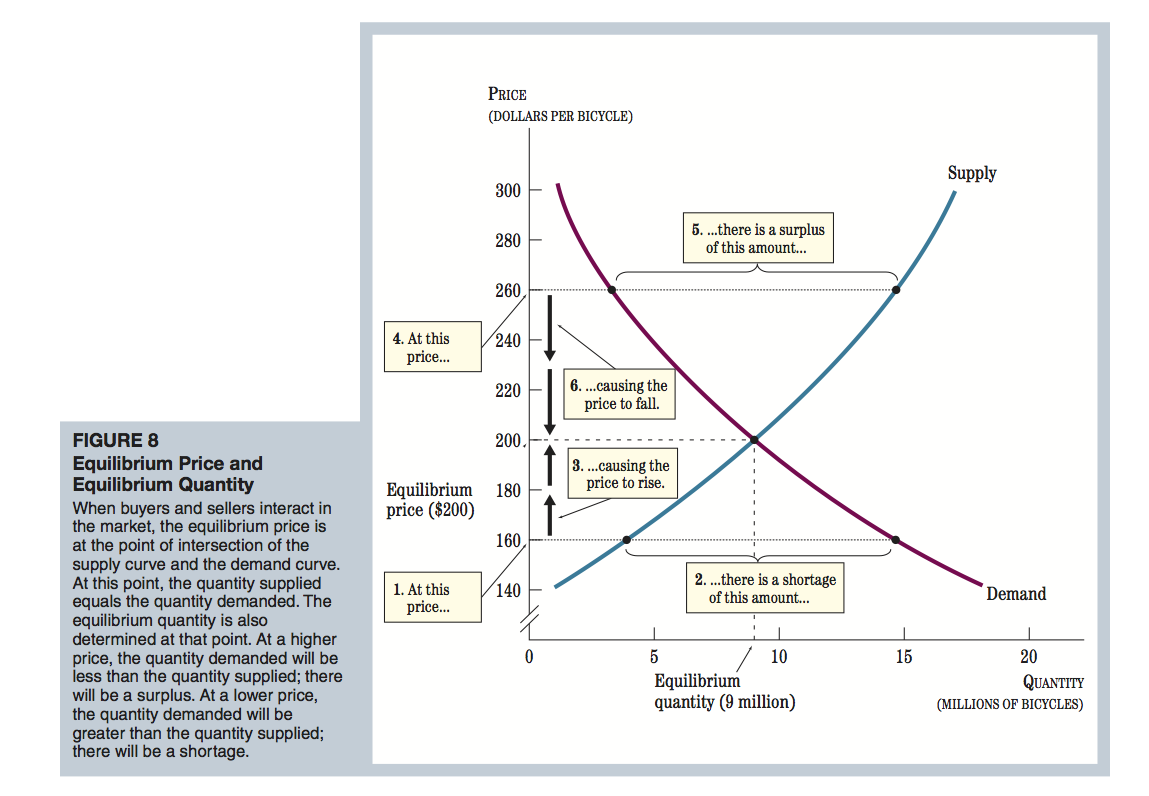 PRICE
(DOLLARS PER BICYCLE)
300
280
260
240
220
200
180
160
140
Supply
5. ...there is a surplus
of this amount...
4. At this
price...
6. ...causing the
price to fall.
3. ...causing the
price to rise.
Equilibrium
price ($200)
1. At this
price...
2. ...there is a shortage
of this amount...
Demand
0
5
10
15
20
Equilibrium
quantity (9 million)
QUANTITY
(MILLIONS OF BICYCLES)
FIGURE 8
Equilibrium Price and
Equilibrium Quantity
When buyers and sellers interact in
the market, the equilibrium price is
at the point of intersection of the
supply curve and the demand curve.
At this point, the quantity supplied
equals the quantity demanded. The
equilibrium quantity is also
determined at that point. At a higher
price, the quantity demanded will be
less than the quantity supplied; there
will be a surplus. At a lower price,
the quantity demanded will be
greater than the quantity supplied;
there will be a shortage.